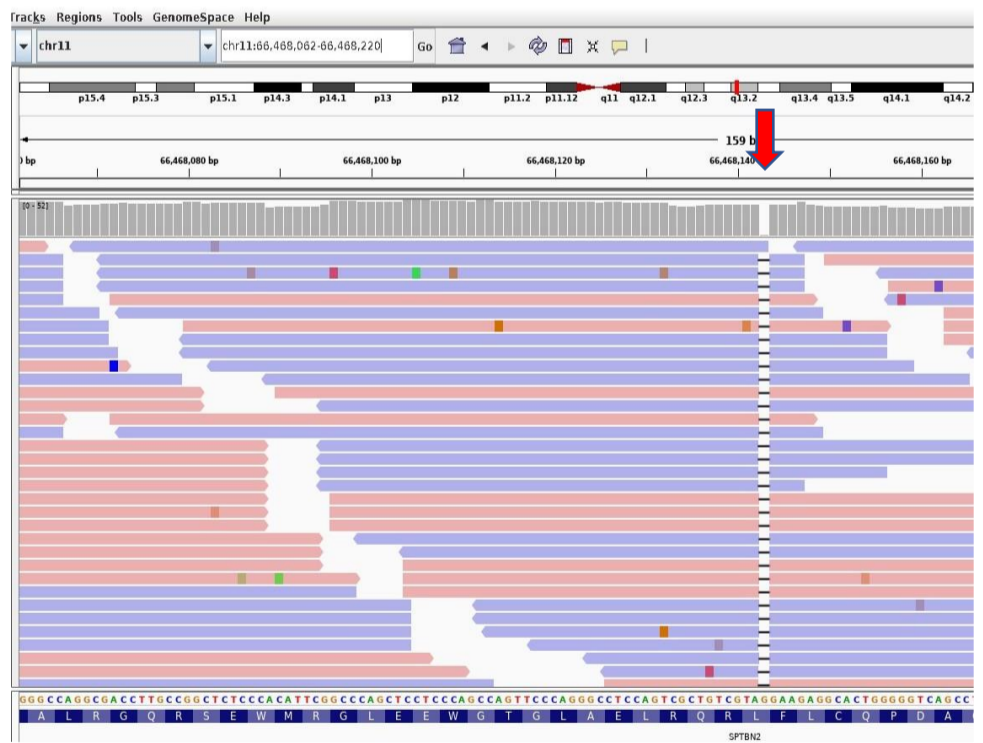 Tracks Regions Tools GenomeSpace Help
chr11 chr11:66,468,062-66,468,220 Go
p15.4 p15.3 p15.1 p14.3 p14.1 p13 p12 p11.2 p11.12 q11 q12.1 q12.3 q13.2 q13.4 q13.5 q14.1 q14.2
159 b
bp 66,468,080 bp 66,468,100 bp 66,468,120 bp 66,468,140 66,468,160 bp
[0 - 52]
GGGCCAGGCGACCTTGCCGGCTCTCCCACATTCGGCCCAGCTCCTCCCAGCCAGTTCCCAGGGCCTCCAGTCGCTGTCGTAGGAAGAGGCACTGGGGGTCAGCC
A L R G Q R S E W M R G L E E W G T G L A E L R Q R L F L C Q P D A
SPTBN2